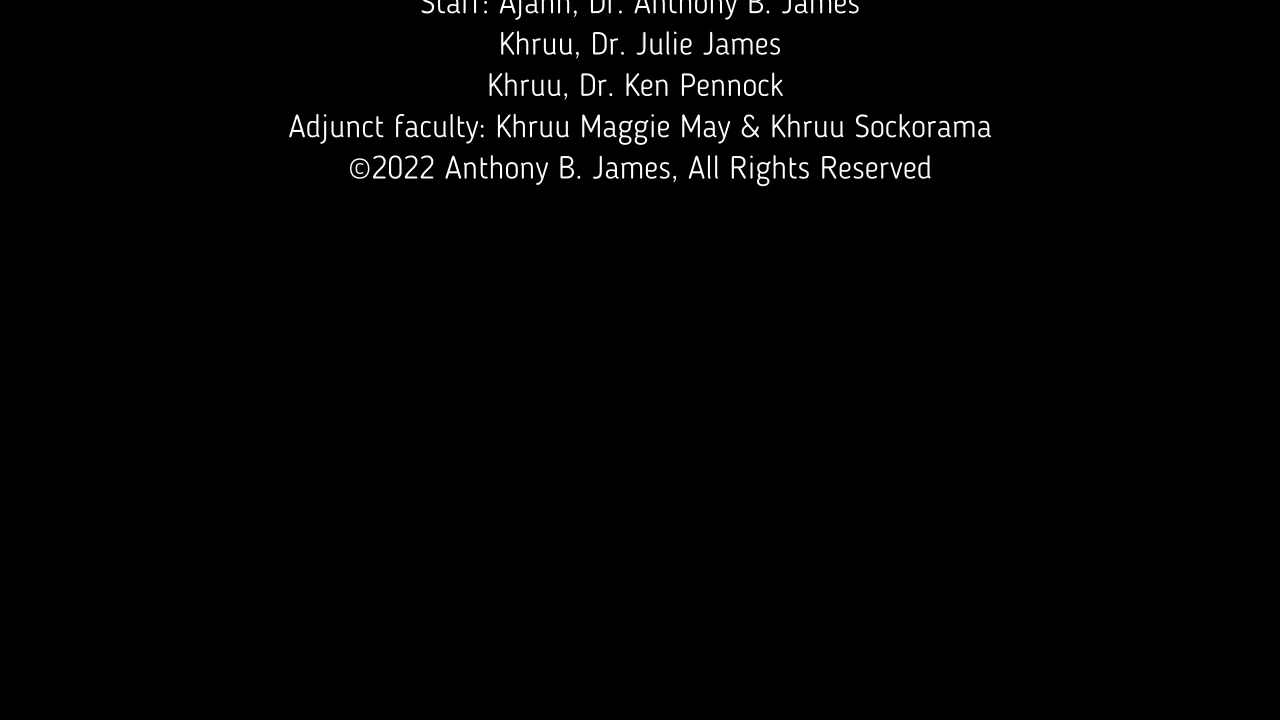 Staff: Ajahn, Dr. Anthony B. James
Khruu, Dr. Julie James
Khruu, Dr. Ken Pennock
Adjunct faculty: Khruu Maggie May & Khruu Sockorama
©2022 Anthony B. James, All Rights Reserved